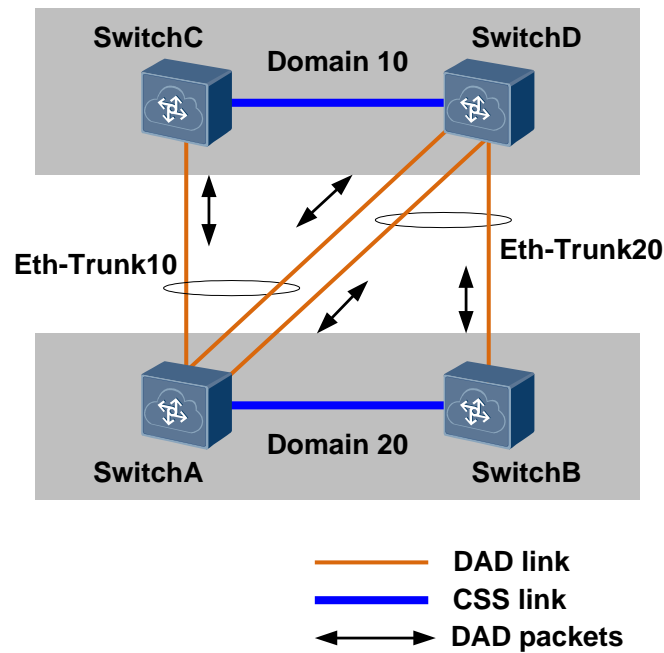 SwitchC
SwitchD
Domain 10
Eth-Trunk10
Eth-Trunk20
Domain 20
SwitchA
SwitchB
DAD link
CSS link
DAD packets